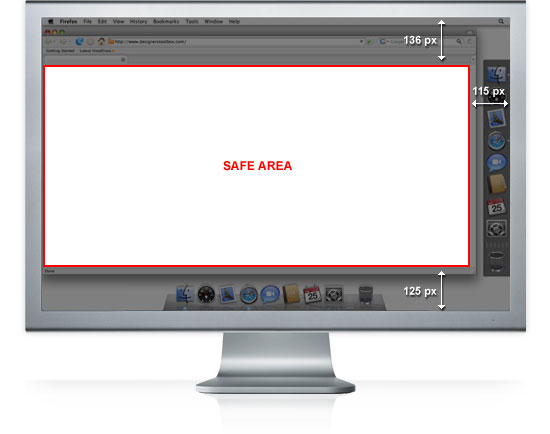 Firefox File Edit View History Bookmarks Tools Window Help
136 px
http://www.designerstoolbox.com/
Getting Started Latest Headlines
115 px
SAFE AREA
25
25
125 px
Done